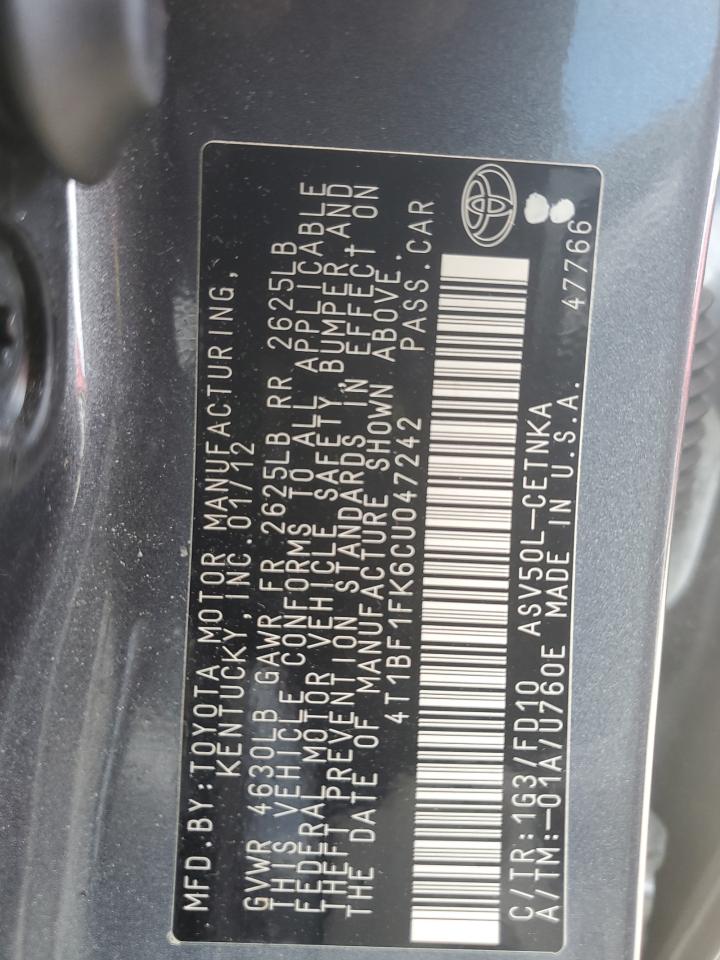 MFD.BY:TOYOTA MOTOR MANUFACTURING,
KENTUCKY,INC.01/12
GVWR 4630LB GAWR FR 2625LB RR 2625LB
THIS VEHICLE CONFORMS TO ALL APPLICABLE
FEDERAL MOTOR VEHICLE SAFETY, BUMPER,AND
THEFT PREVENTION STANDARDS IN EFFECT ON
THE DATE OF MANUFACTURE SHOWN ABOVE.
4T1BF1FK6CU047242 PASS.CAR
C/TR:1G3/FD10 ASV50L-CETNKA
A/TM:-01A/U760E MADE IN U.S.A. 47766